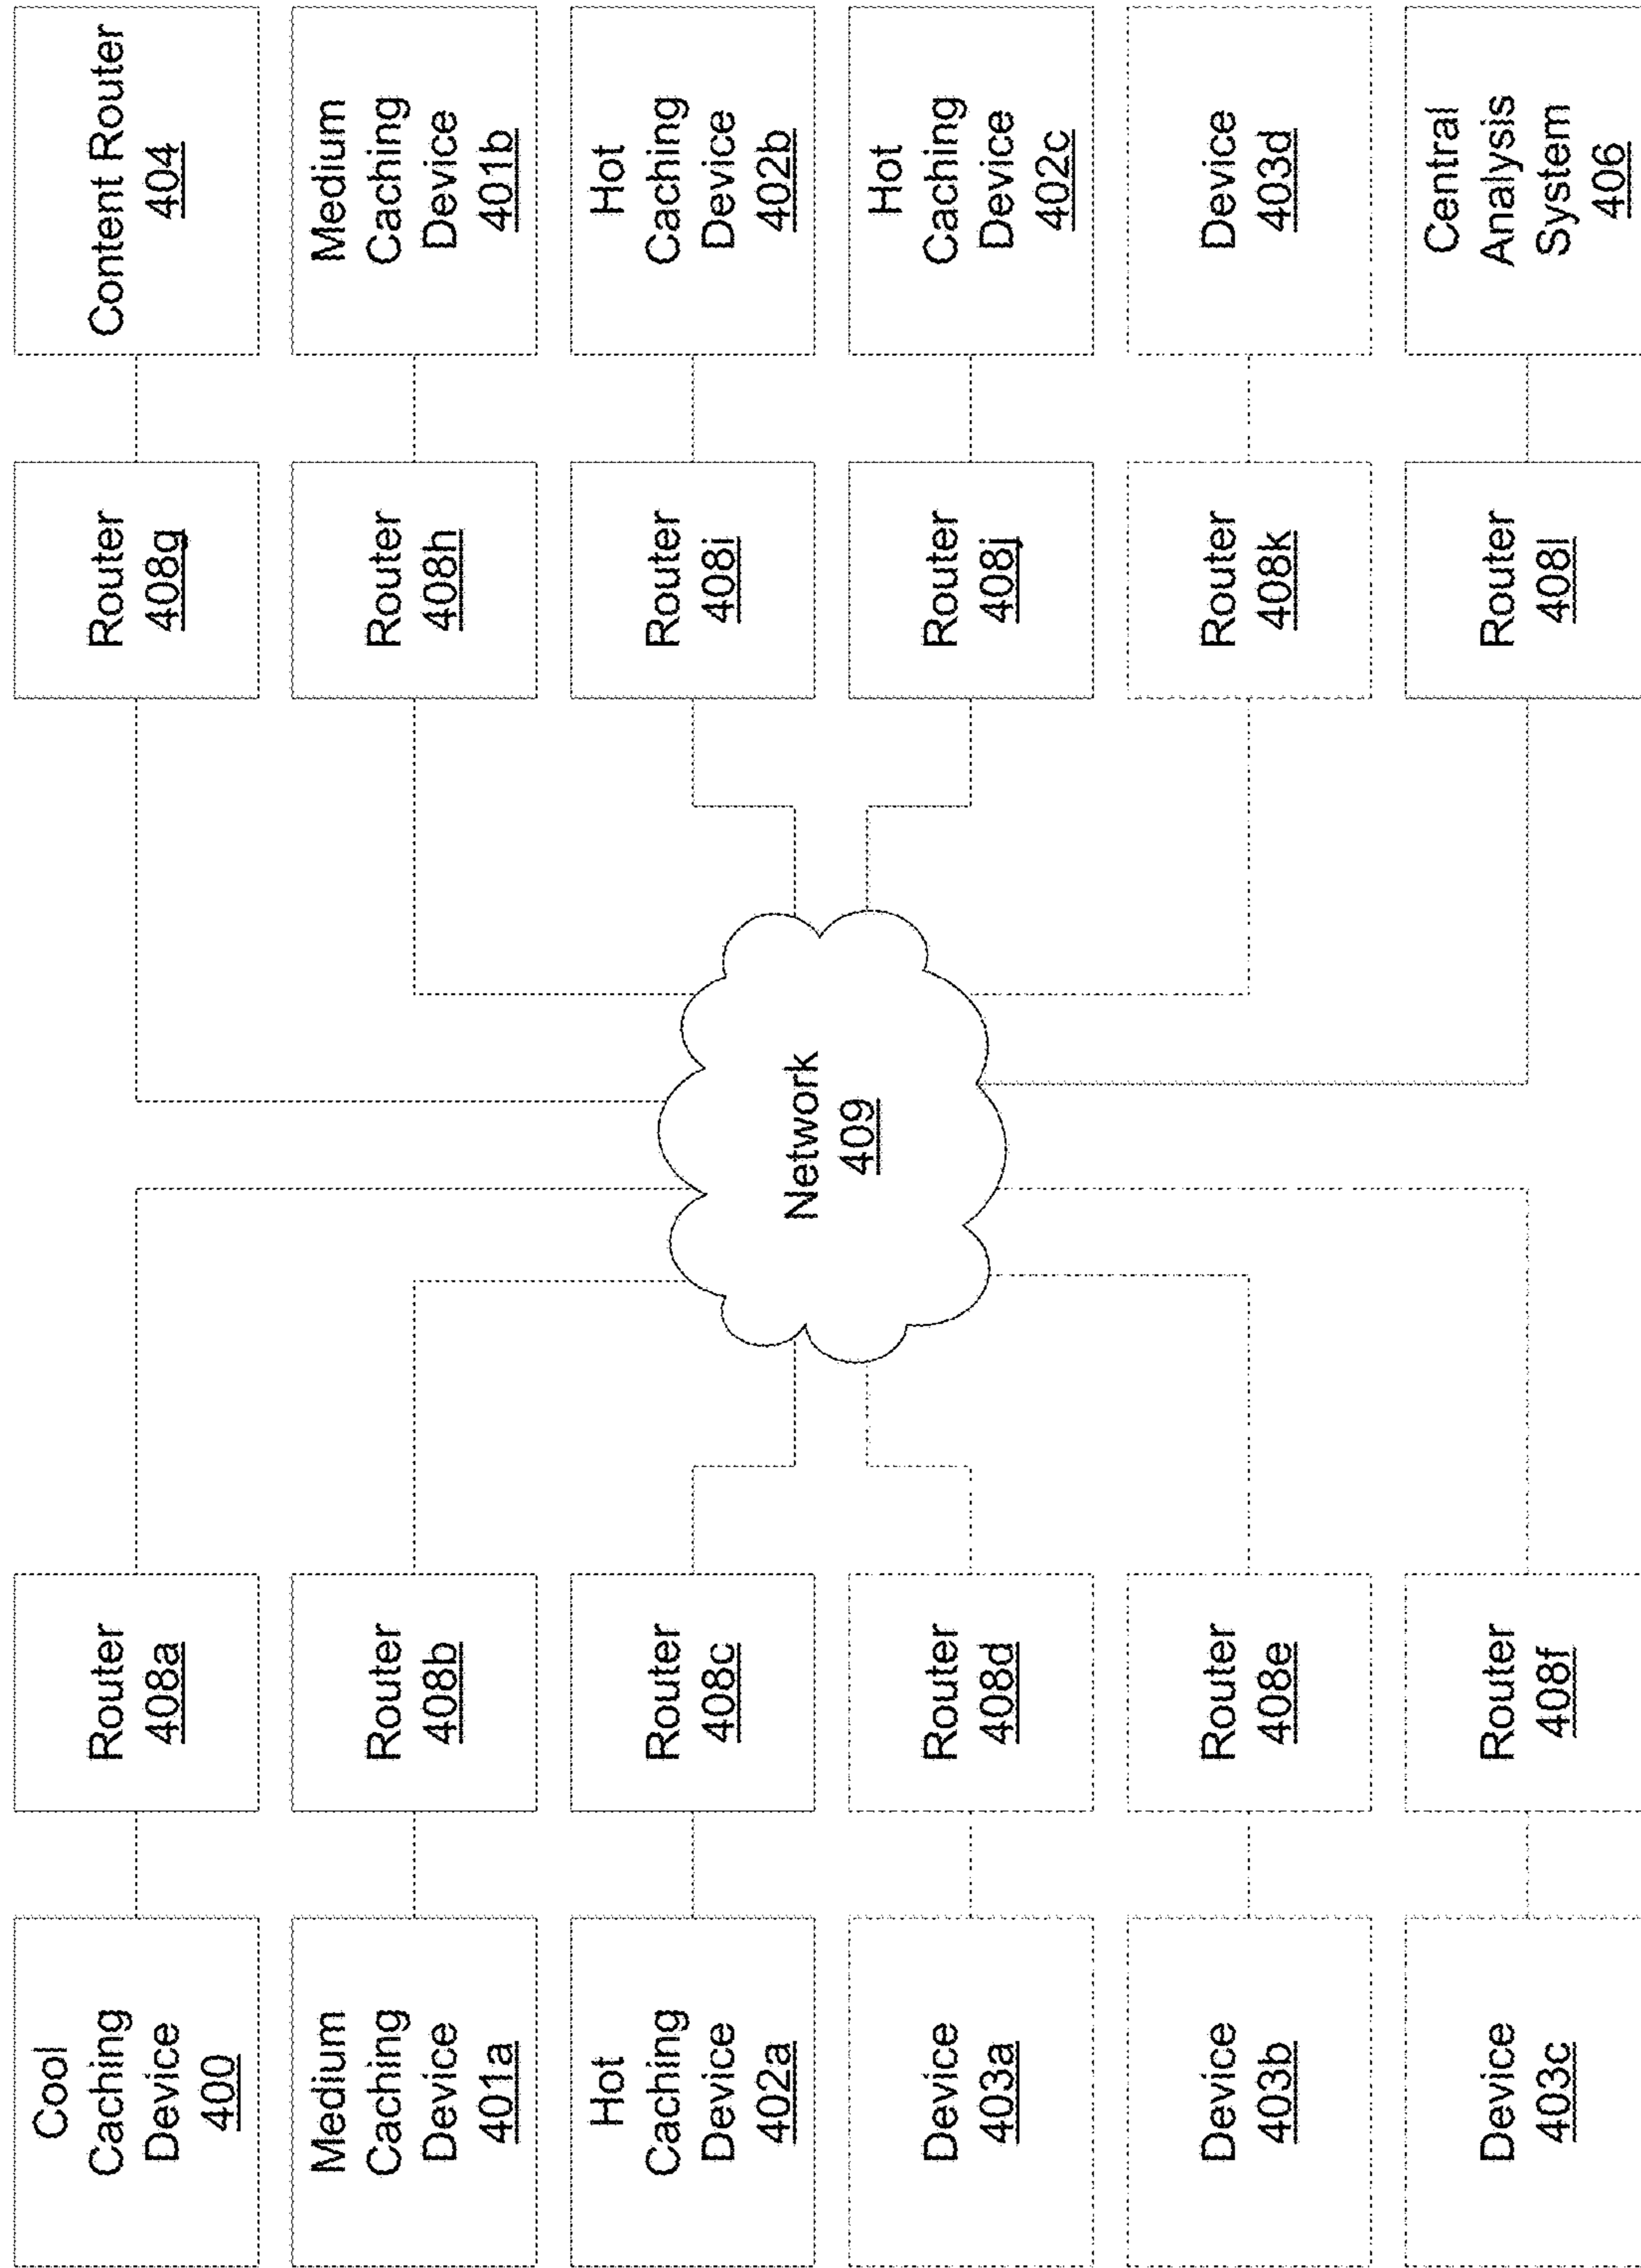 Cool
Caching
Device
400
Router
408a
Router
408g
Content Router
404
Medium
Caching
Device
401a
Router
408b
Router
408h
Medium
Caching
Device
401b
Hot
Caching
Device
402a
Router
408c
Router
408i
Hot
Caching
Device
402b
Network
409
Device
403a
Router
408d
Router
408j
Hot
Caching
Device
402c
Device
403b
Router
408e
Router
408k
Device
403d
Device
403c
Router
408f
Router
408l
Central
Analysis
System
406